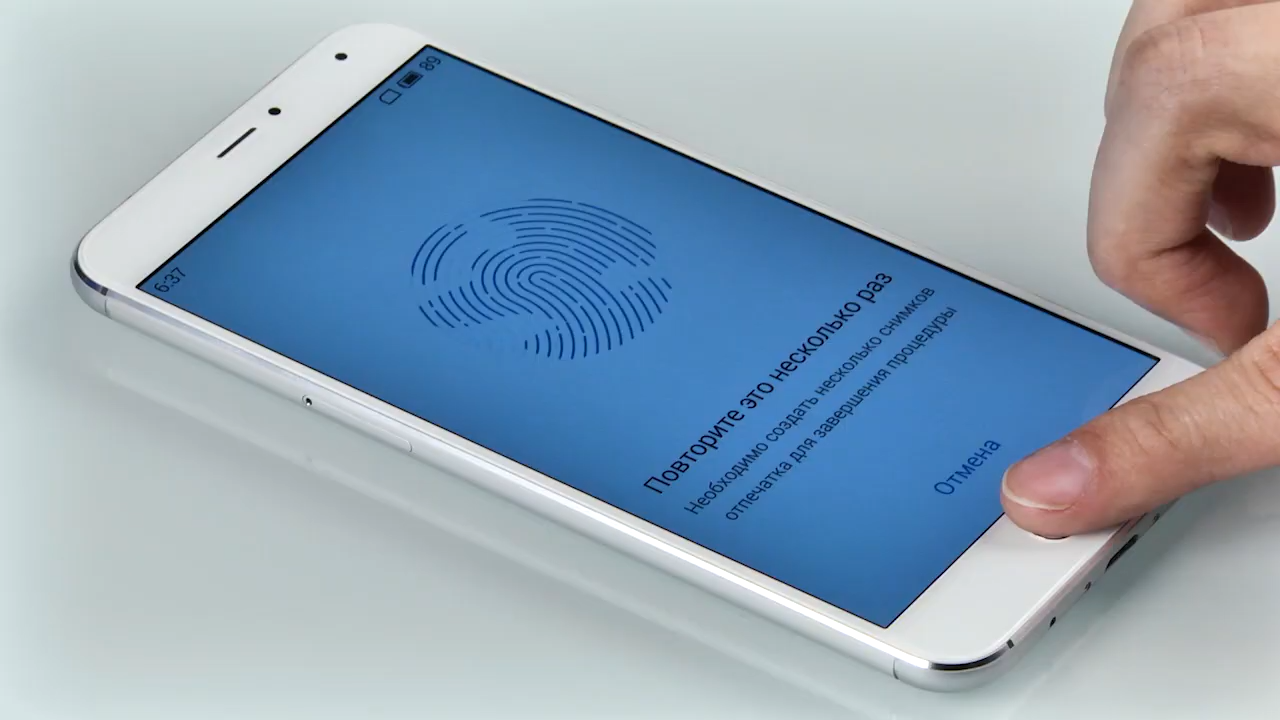 6:37
89
Повторите это несколько раз
Необходимо создать несколько снимков
отпечатка для завершения процедуры
Отмена